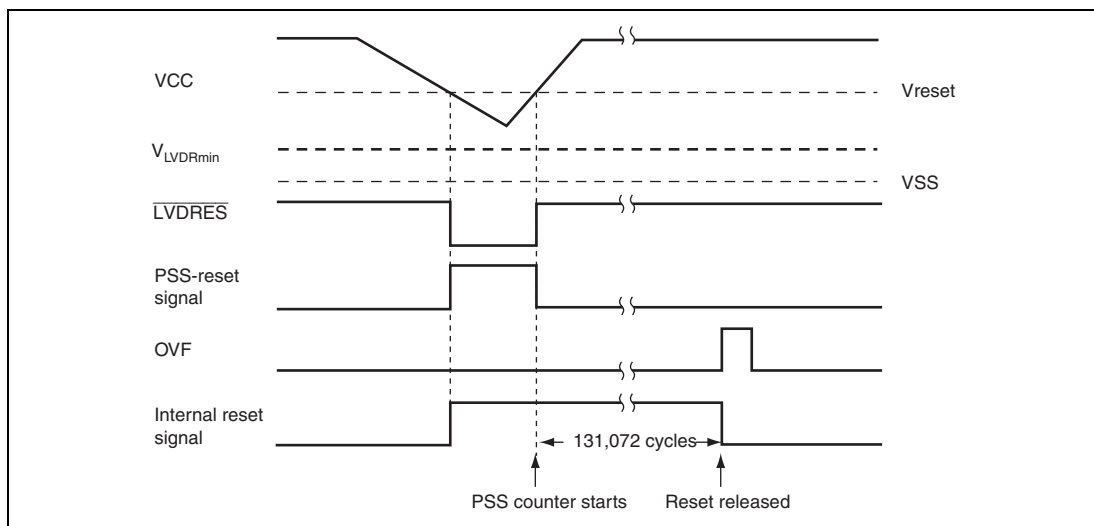 VCC
Vreset
VLVDRmin
VSS
LVDRES
PSS-reset
signal
OVF
Internal reset
signal
131,072 cycles
PSS counter starts
Reset released